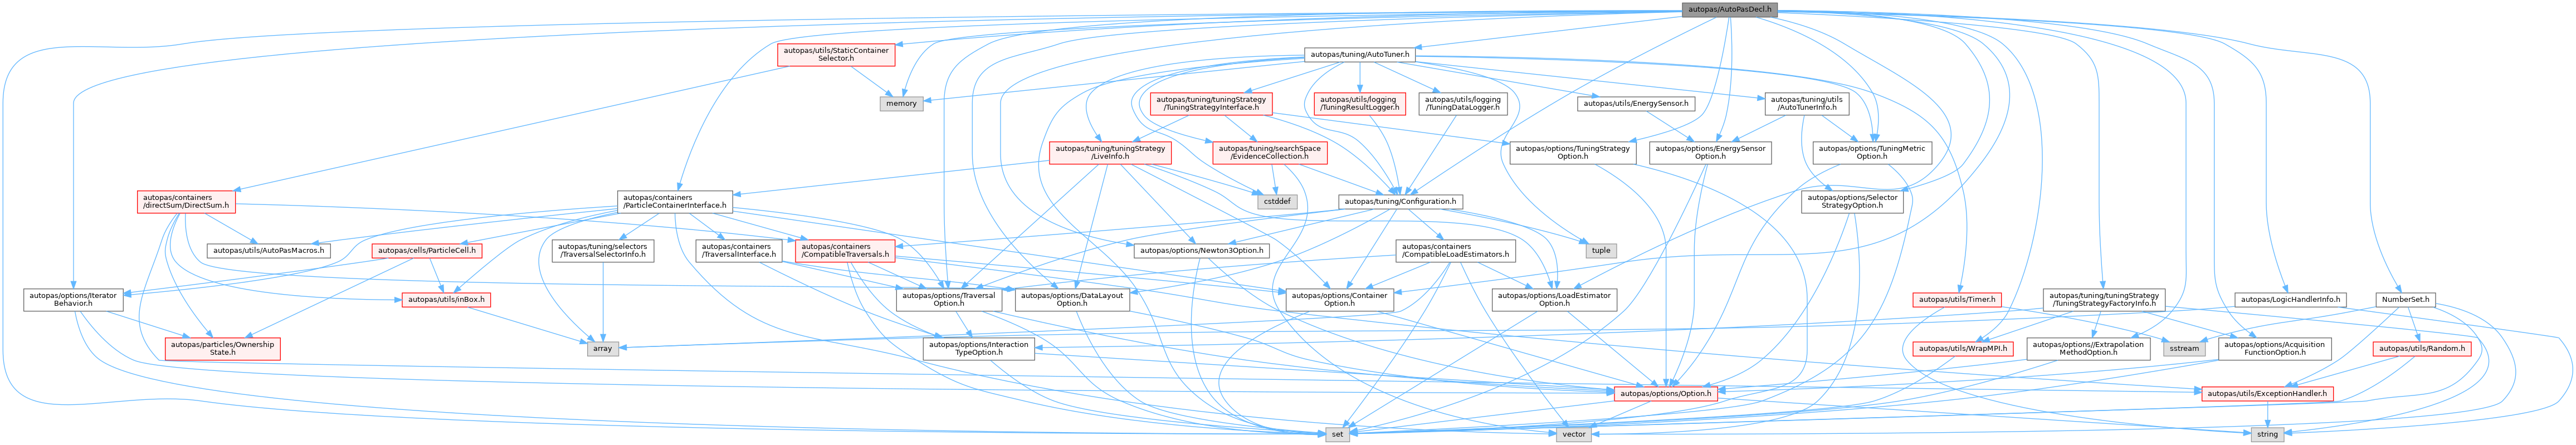 autopas/AutoPasDecl.h
autopas/utils/StaticContainer
Selector.h
autopas/tuning/AutoTuner.h
memory
autopas/tuning/tuningStrategy
/TuningStrategyInterface.h
autopas/utils/logging
/TuningResultLogger.h
autopas/utils/logging
/TuningDataLogger.h
autopas/utils/EnergySensor.h
autopas/tuning/utils
/AutoTunerInfo.h
autopas/tuning/tuningStrategy
/LiveInfo.h
autopas/tuning/searchSpace
/EvidenceCollection.h
autopas/options/TuningStrategy
Option.h
autopas/options/EnergySensor
Option.h
autopas/options/TuningMetric
Option.h
autopas/containers
/directSum/DirectSum.h
autopas/containers
/ParticleContainerInterface.h
cstddef
autopas/tuning/Configuration.h
autopas/options/Selector
StrategyOption.h
autopas/utils/AutoPasMacros.h
autopas/cells/ParticleCell.h
autopas/tuning/selectors
/TraversalSelectorInfo.h
autopas/containers
/TraversalInterface.h
autopas/containers
/CompatibleTraversals.h
autopas/options/Newton3Option.h
autopas/containers
/CompatibleLoadEstimators.h
tuple
autopas/options/Iterator
Behavior.h
autopas/utils/inBox.h
autopas/options/Traversal
Option.h
autopas/options/DataLayout
Option.h
autopas/options/Container
Option.h
autopas/options/LoadEstimator
Option.h
autopas/utils/Timer.h
autopas/tuning/tuningStrategy
/TuningStrategyFactoryInfo.h
autopas/LogicHandlerInfo.h
NumberSet.h
autopas/particles/Ownership
State.h
array
autopas/options/Interaction
TypeOption.h
autopas/utils/WrapMPI.h
autopas/options//Extrapolation
MethodOption.h
sstream
autopas/options/Acquisition
FunctionOption.h
autopas/utils/Random.h
autopas/options/Option.h
autopas/utils/ExceptionHandler.h
set
vector
string